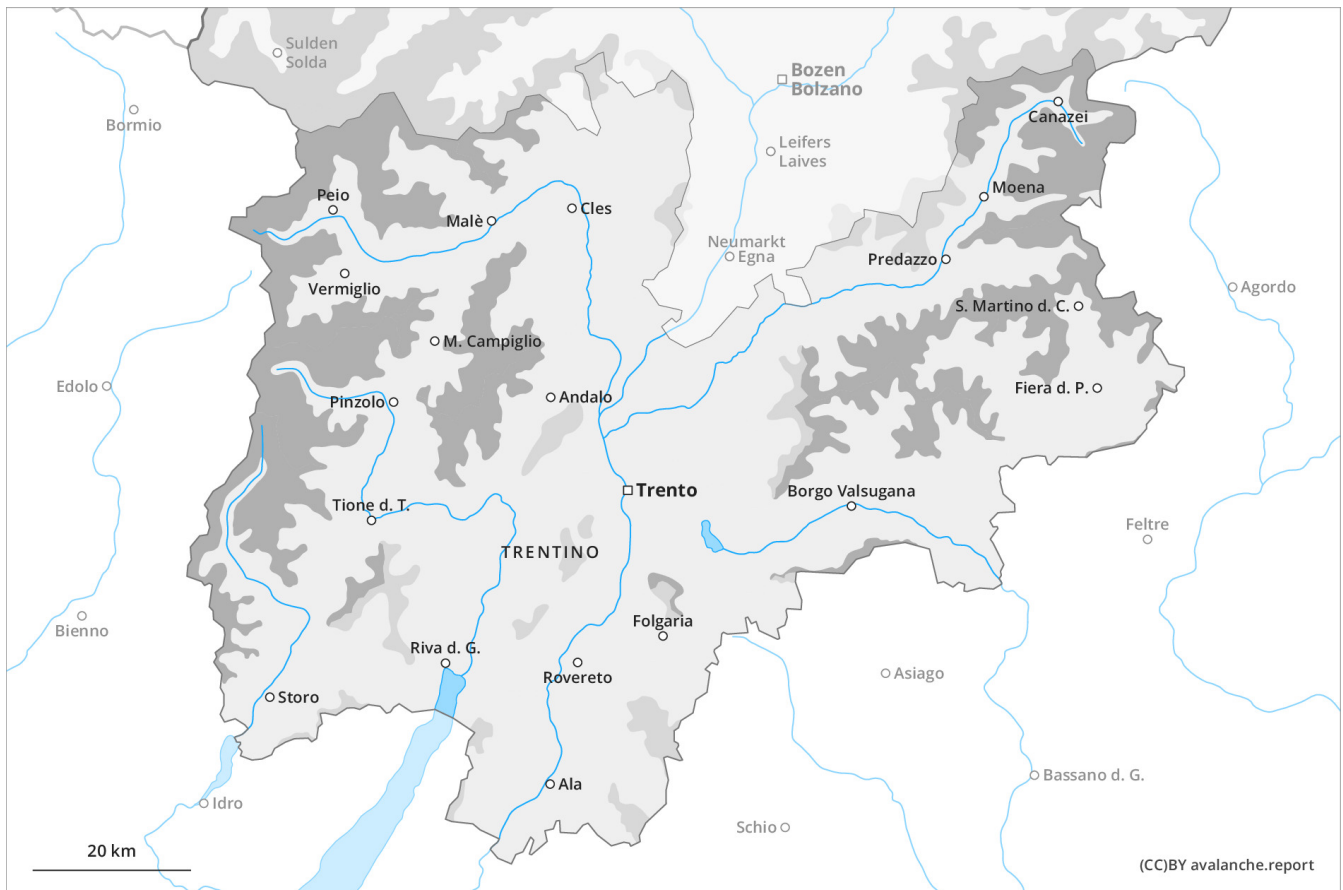 Sulden
Solda
Bozen
Bolzano
Bormio
Canazei
Leifers
Laives
Moena
Peio
Malè
Cles
Neumarkt
Egna
Predazzo
Vermiglio
Agordo
S. Martino d. C.
M. Campiglio
Edolo
Fiera d. P.
Pinzolo
Andalo
Trento
Borgo Valsugana
Tione d. T.
Feltre
TRENTINO
Bienno
Folgaria
Riva d. G.
Asiago
Rovereto
Storo
Bassano d. G.
Ala
Idro
Schio
20 km
(CC)BY avalanche.report